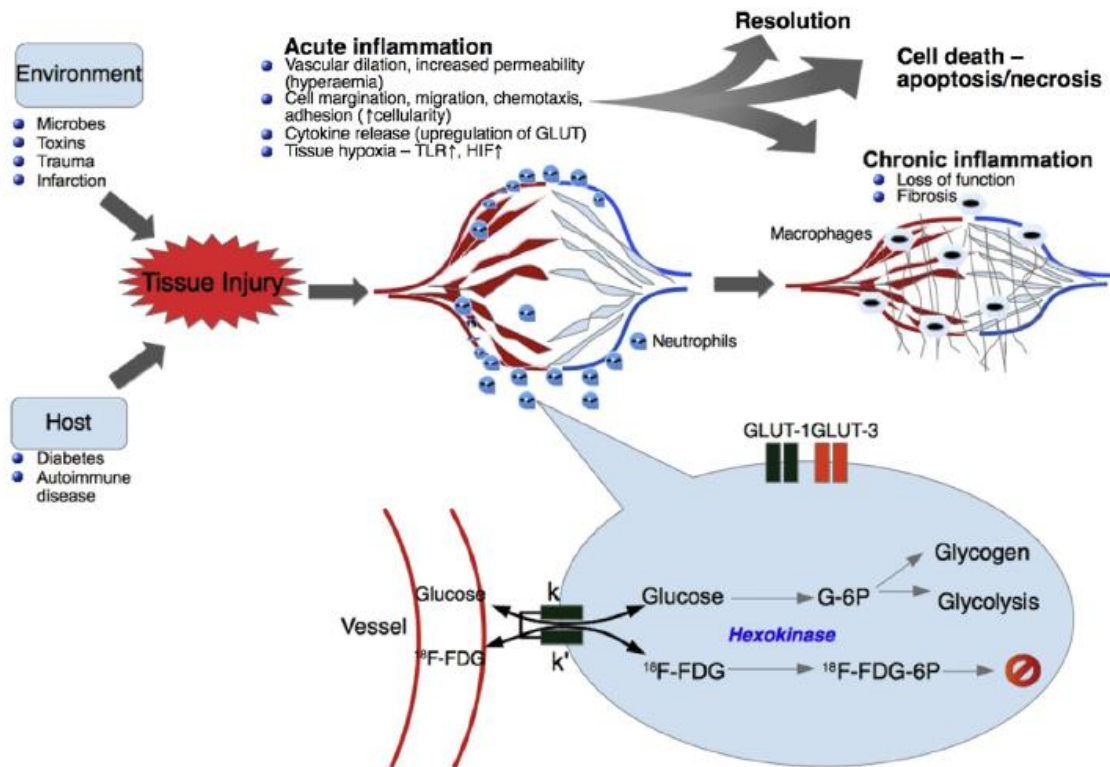 Environment
Microbes
Toxins
Trauma
Infarction
Tissue Injury
Host
Diabetes
Autoimmune
disease
Acute inflammation
Vascular dilation, increased permeability
(hyperaemia)
Cell margination, migration, chemotaxis,
adhesion (↑cellularity)
Cytokine release (upregulation of GLUT)
Tissue hypoxia – TLR↑, HIF↑
Resolution
Cell death –
apoptosis/necrosis
Chronic inflammation
Loss of function
Fibrosis
Macrophages
Neutrophils
GLUT-1 GLUT-3
Vessel
Glucose
¹⁸F-FDG
k
k'
Glucose
G-6P
Glycogen
Glycolysis
Hexokinase
¹⁸F-FDG
¹⁸F-FDG-6P